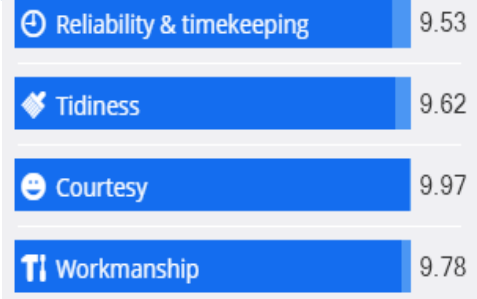 Reliability & timekeeping 9.53
Tidiness 9.62
Courtesy 9.97
Workmanship 9.78